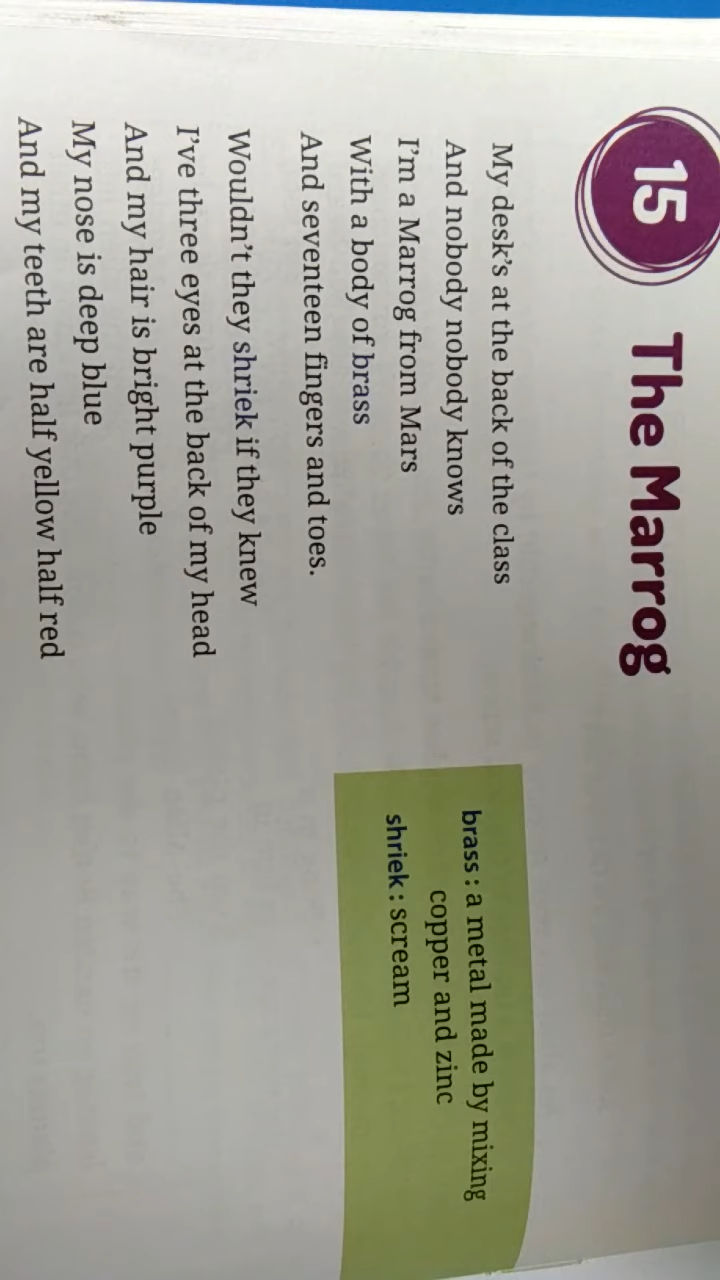 15
The Marrog
My desk's at the back of the class
And nobody nobody knows
I'm a Marrog from Mars
With a body of brass
And seventeen fingers and toes.
Wouldn't they shriek if they knew
I've three eyes at the back of my head
And my hair is bright purple
My nose is deep blue
And my teeth are half yellow half red
brass : a metal made by mixing
copper and zinc
shriek : scream